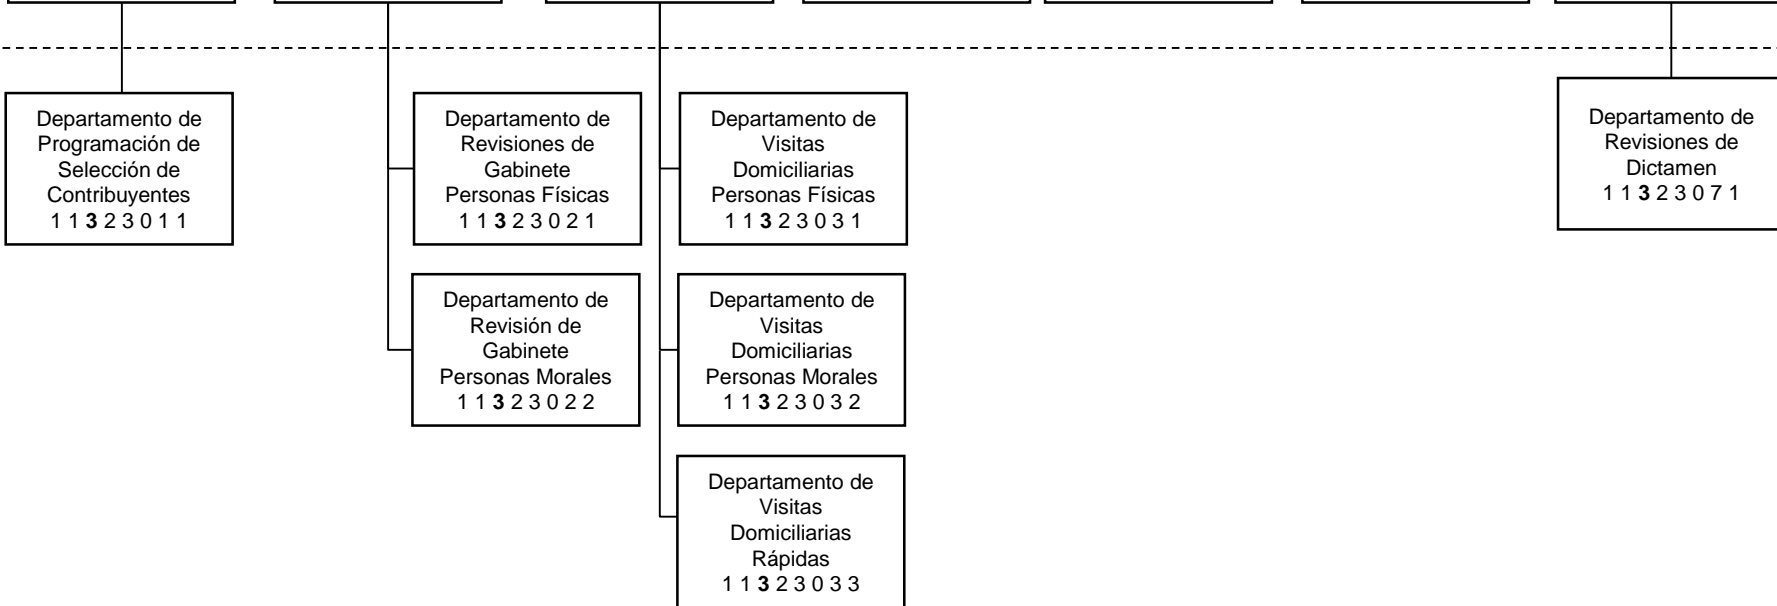 Departamento de
Programación de
Selección de
Contribuyentes
1 1 3 2 3 0 1 1
Departamento de
Revisiones de
Gabinete
Personas Físicas
1 1 3 2 3 0 2 1
Departamento de
Visitas
Domiciliarias
Personas Físicas
1 1 3 2 3 0 3 1
Departamento de
Revisiones de
Dictamen
1 1 3 2 3 0 7 1
Departamento de
Revisión de
Gabinete
Personas Morales
1 1 3 2 3 0 2 2
Departamento de
Visitas
Domiciliarias
Personas Morales
1 1 3 2 3 0 3 2
Departamento de
Visitas
Domiciliarias
Rápidas
1 1 3 2 3 0 3 3